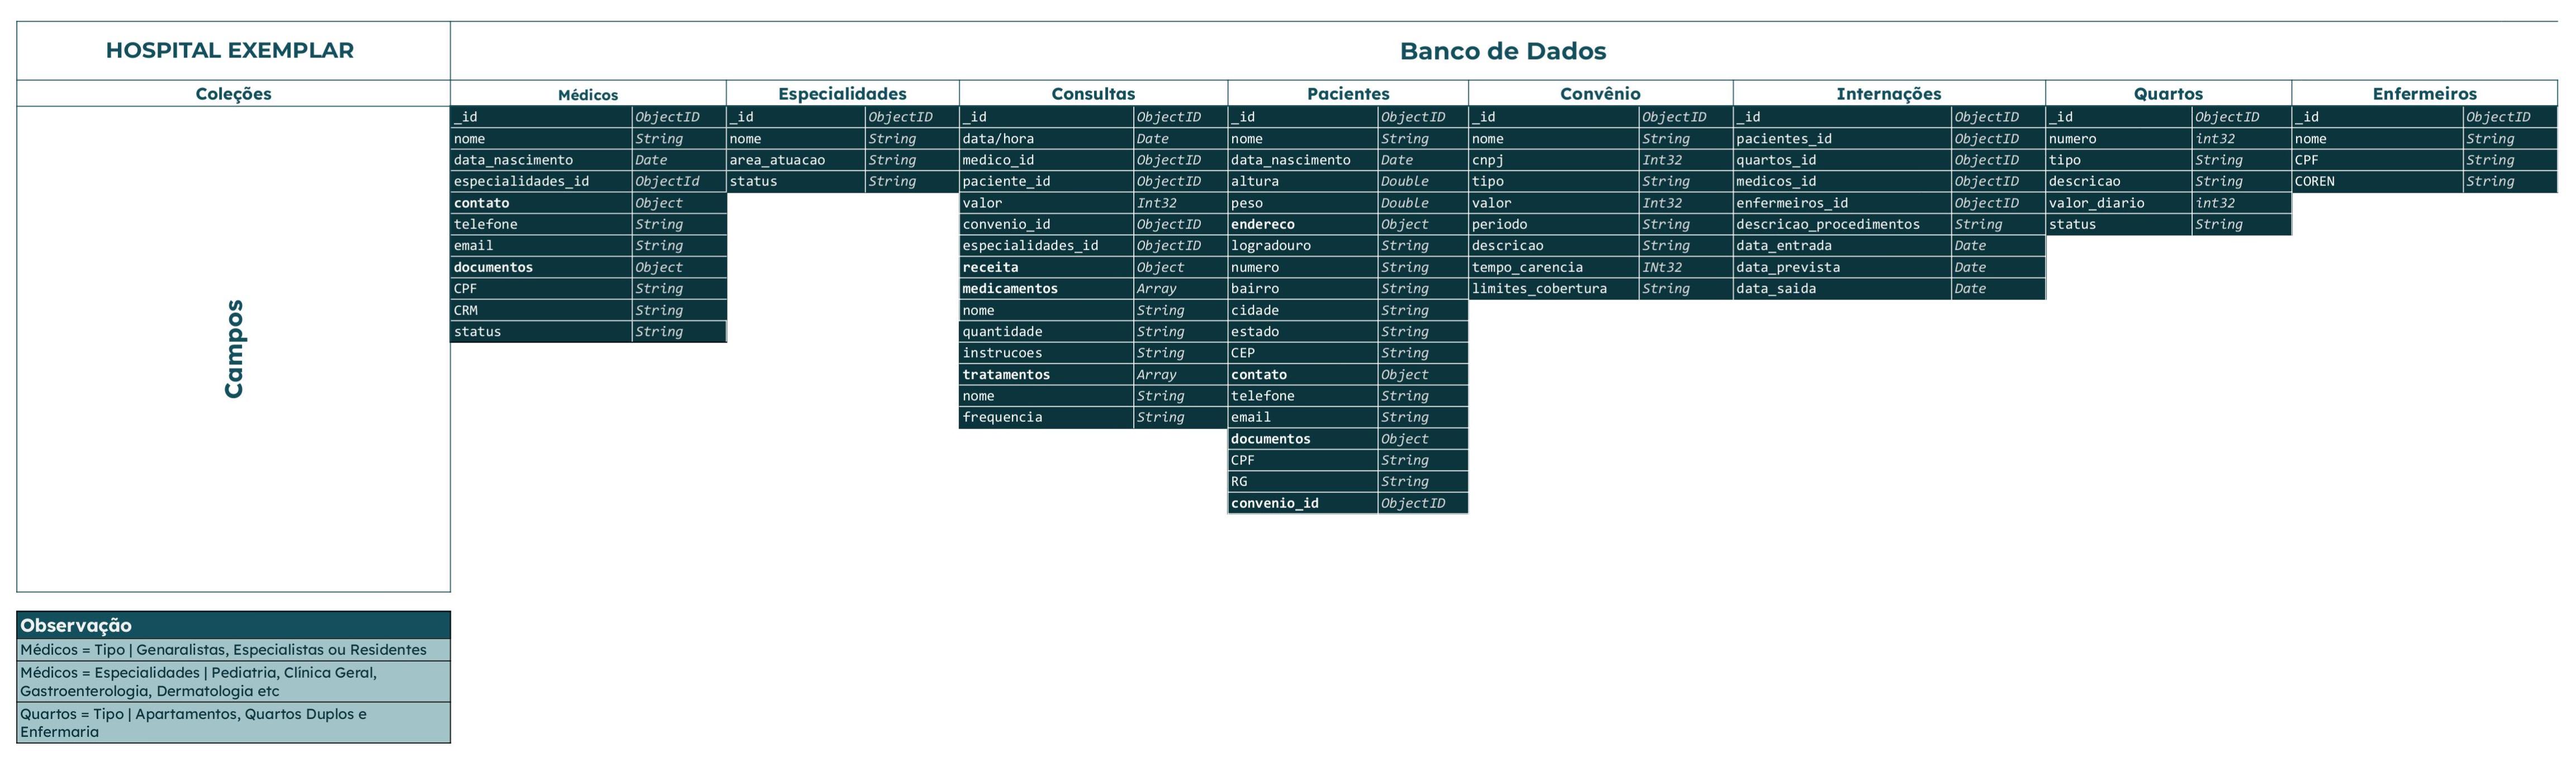 HOSPITAL EXEMPLAR
Banco de Dados
Coleções
Médicos
Especialidades
Consultas
Pacientes
Convênio
Internações
Quartos
Enfermeiros
Campos
_id ObjectID
nome String
data_nascimento Date
especialidades_id ObjectId
contato Object
telefone String
email String
documentos Object
CPF String
CRM String
status String
_id ObjectID
nome String
area_atuacao String
status String
_id ObjectID
data/hora Date
medico_id ObjectID
paciente_id ObjectID
valor Int32
convenio_id ObjectID
especialidades_id ObjectID
receita Object
medicamentos Array
nome String
quantidade String
instrucoes String
tratamentos Array
nome String
frequencia String
_id ObjectID
nome String
data_nascimento Date
altura Double
peso Double
endereco Object
logradouro String
numero String
bairro String
cidade String
estado String
CEP String
contato Object
telefone String
email String
documentos Object
CPF String
RG String
convenio_id ObjectID
_id ObjectID
nome String
cnpj Int32
tipo String
valor Int32
periodo String
descricao String
tempo_carencia INt32
limites_cobertura String
_id ObjectID
pacientes_id ObjectID
quartos_id ObjectID
medicos_id ObjectID
enfermeiros_id ObjectID
descricao_procedimentos String
data_entrada Date
data_prevista Date
data_saida Date
_id ObjectID
numero int32
tipo String
descricao String
valor_diario int32
status String
_id ObjectID
nome String
CPF String
COREN String
Observação
Médicos = Tipo | Genaralistas, Especialistas ou Residentes
Médicos = Especialidades | Pediatria, Clínica Geral,
Gastroenterologia, Dermatologia etc
Quartos = Tipo | Apartamentos, Quartos Duplos e
Enfermaria